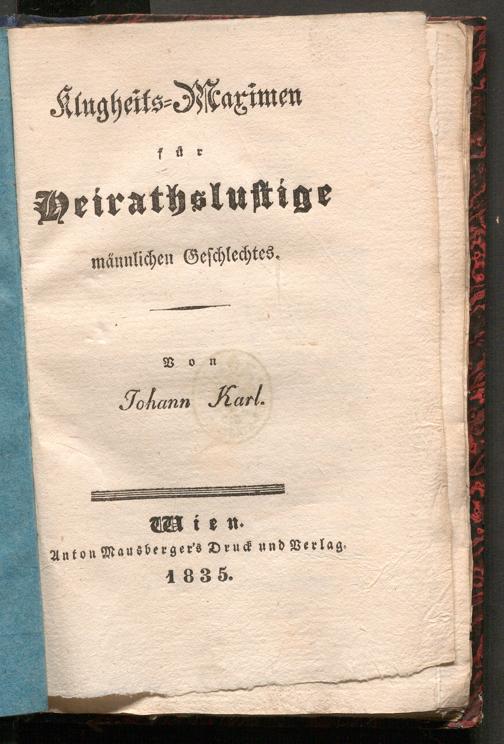 Klugheits-Maximen
für
Heirathslustige
männlichen Geschlechtes.
Von
Johann Karl.
Wien.
Anton Mausberger's Druck und Verlag.
1835.